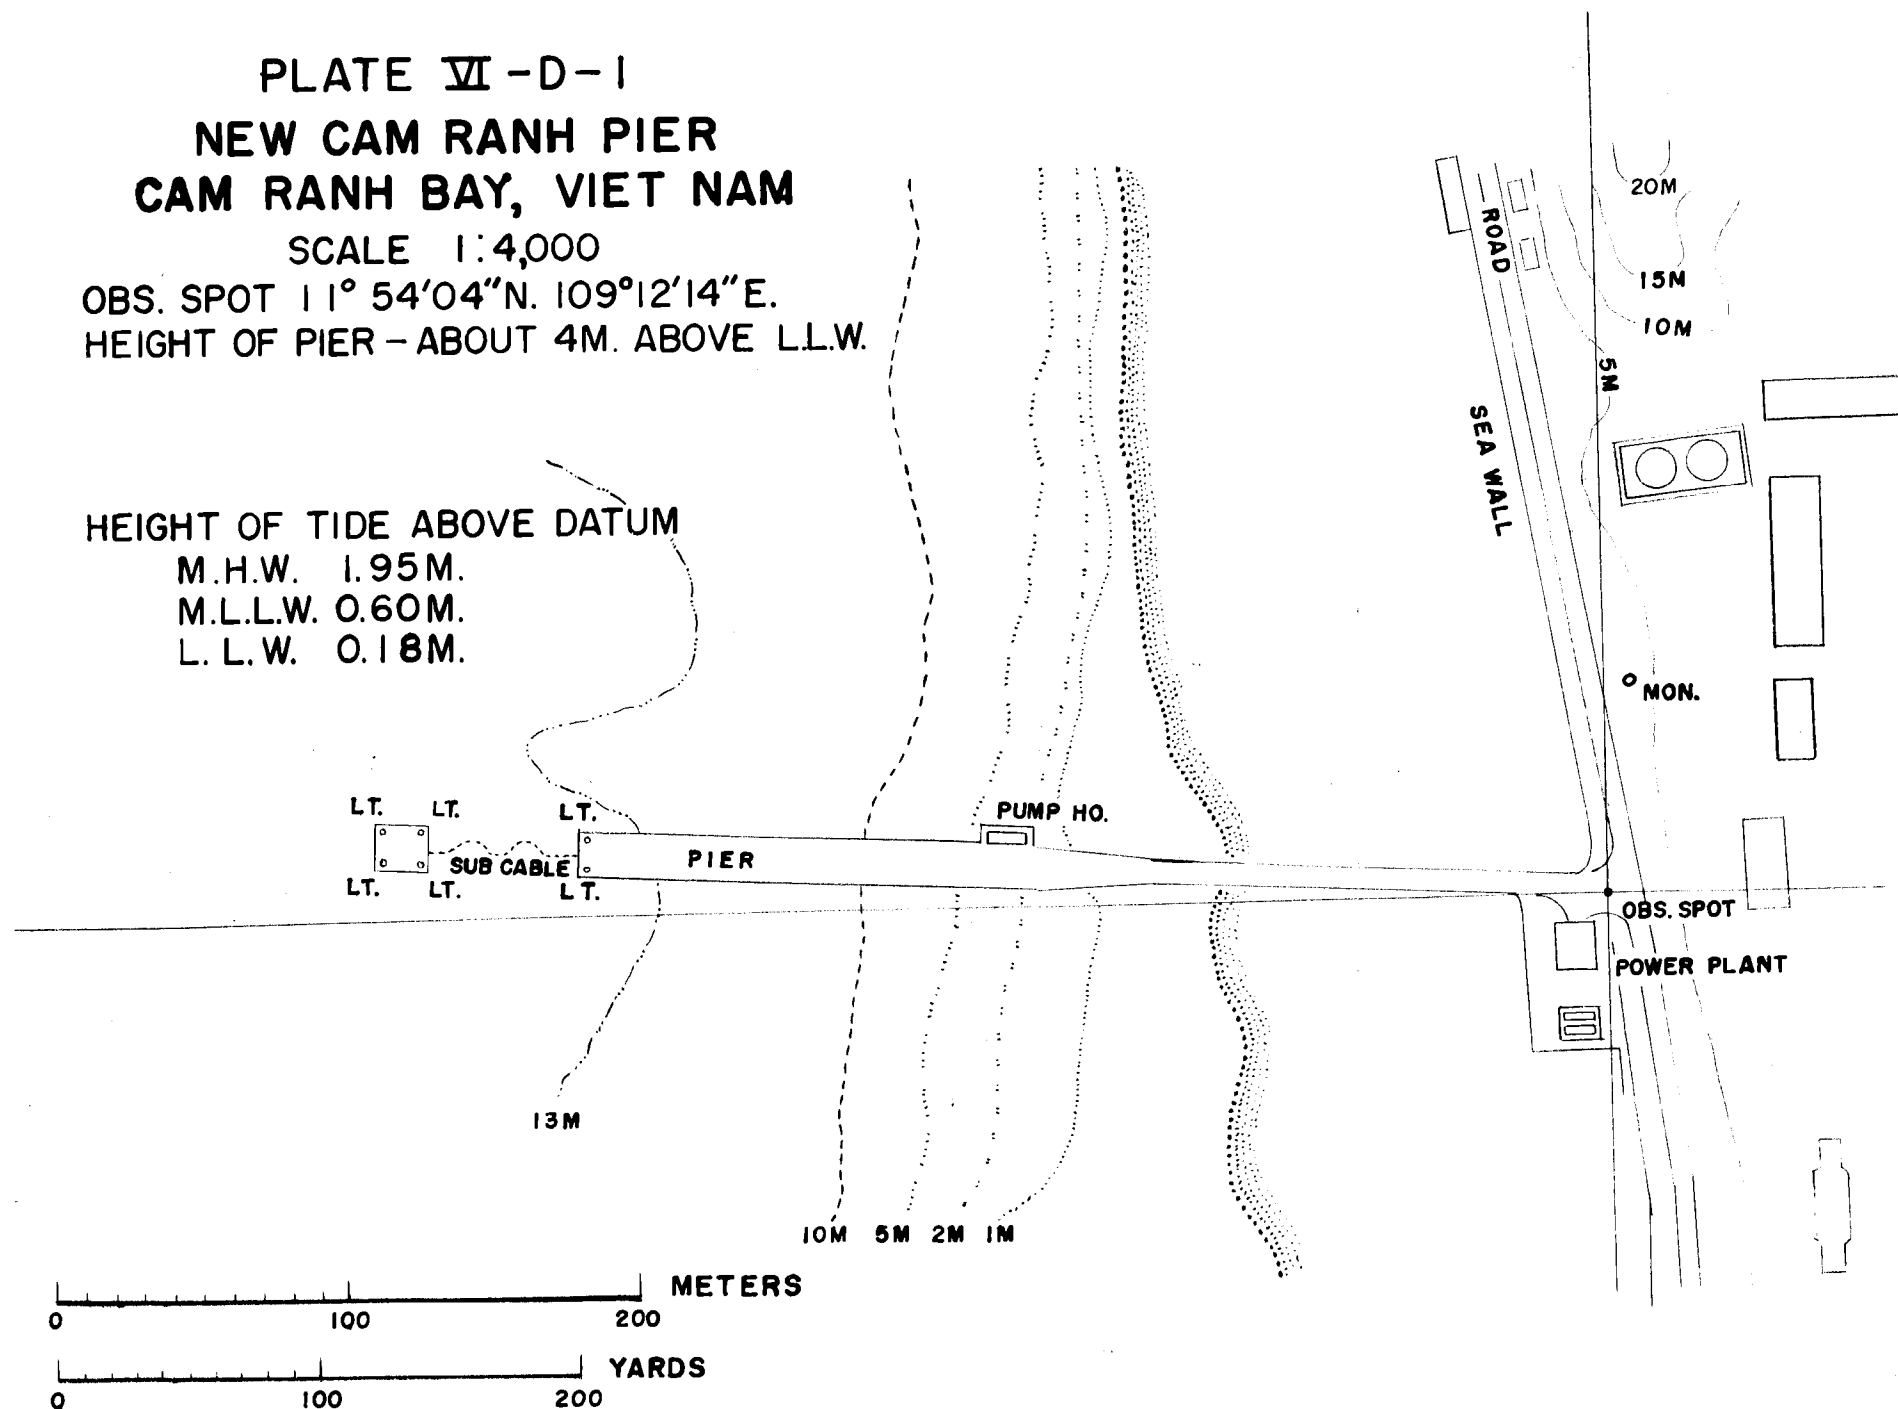 PLATE VI-D-1
NEW CAM RANH PIER
CAM RANH BAY, VIET NAM
SCALE 1:4,000
OBS. SPOT 11° 54'04"N. 109°12'14"E.
HEIGHT OF PIER – ABOUT 4M. ABOVE L.L.W.
HEIGHT OF TIDE ABOVE DATUM
M.H.W. 1.95M.
M.L.L.W. 0.60M.
L.L.W. 0.18M.
20M
ROAD
15M
10M
5M
SEA WALL
MON.
LT. LT. LT.
PUMP HO.
SUB CABLE
PIER
LT. LT. LT.
OBS. SPOT
POWER PLANT
13M
10M 5M 2M 1M
METERS
0 100 200
YARDS
0 100 200